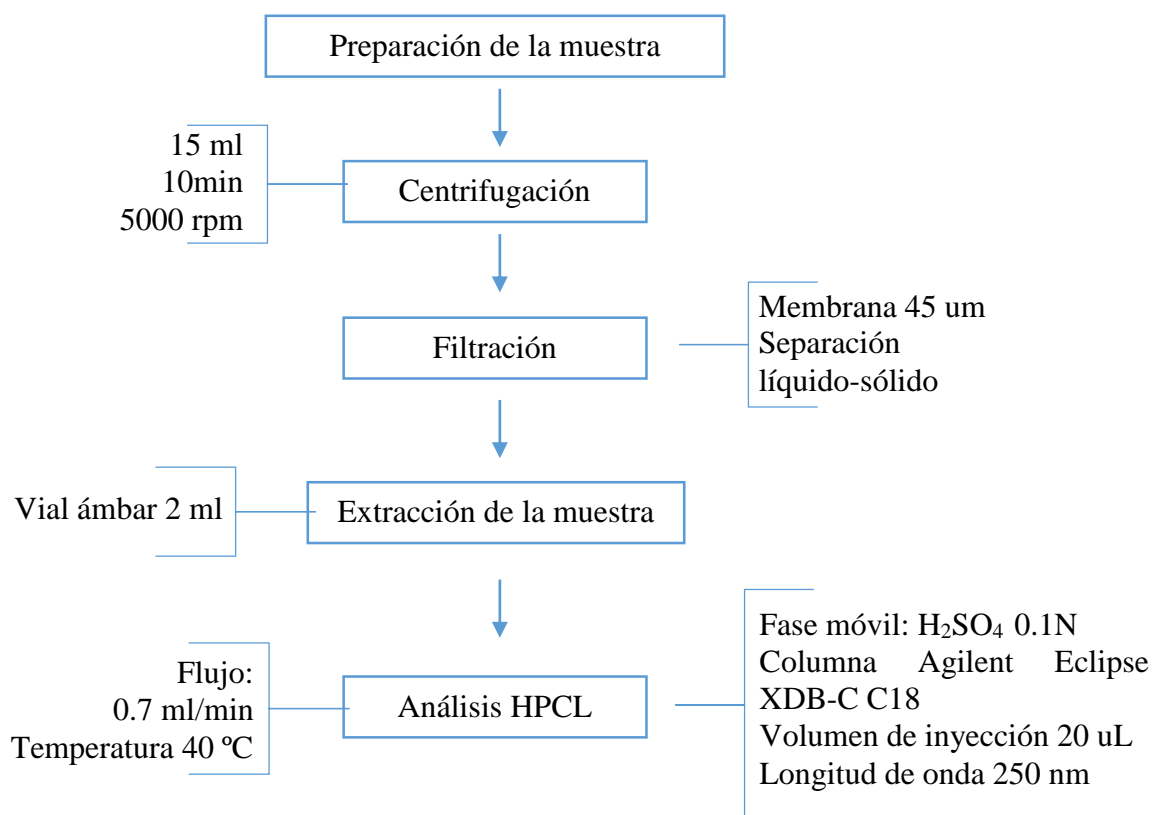 Preparación de la muestra
15 ml
10min
5000 rpm
Centrifugación
Filtración
Membrana 45 um
Separación
líquido-sólido
Vial ámbar 2 ml
Extracción de la muestra
Flujo:
0.7 ml/min
Temperatura 40 ºC
Análisis HPCL
Fase móvil: H₂SO₄ 0.1N
Columna Agilent Eclipse
XDB-C C18
Volumen de inyección 20 uL
Longitud de onda 250 nm